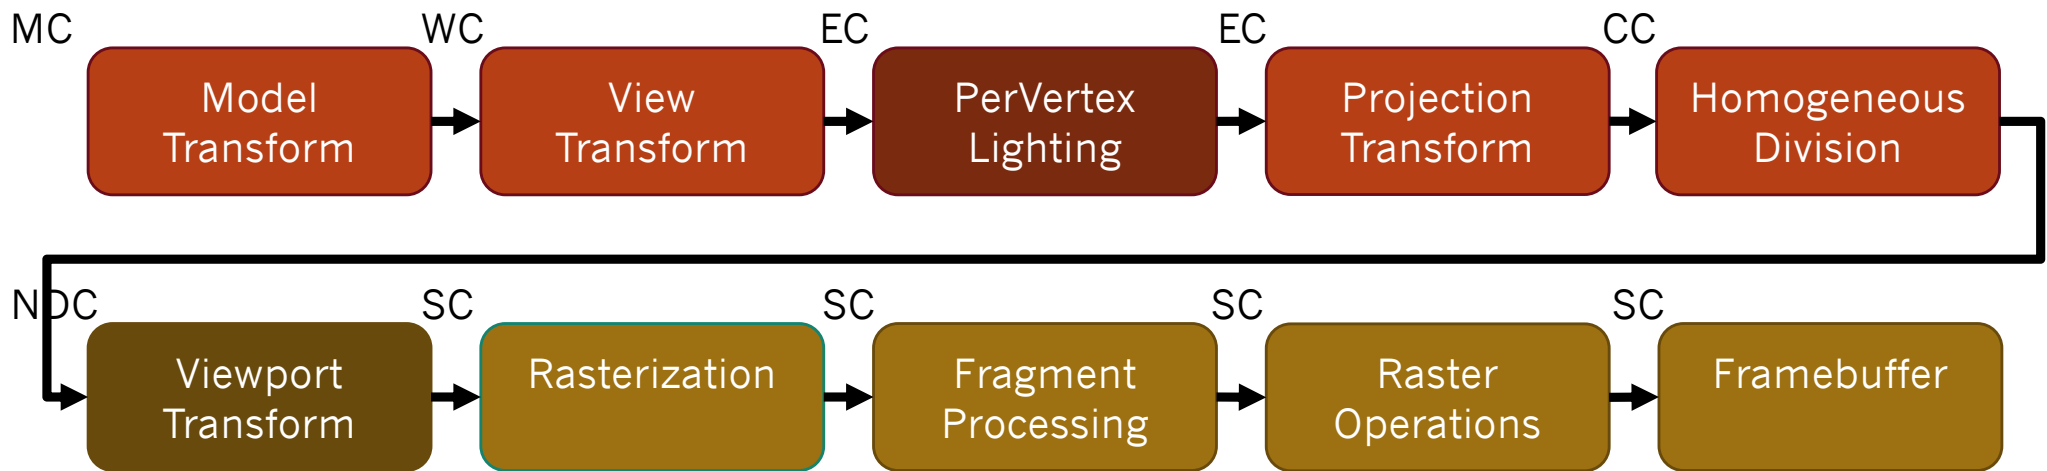 MC
WC
EC
EC
CC
Model
Transform
View
Transform
PerVertex
Lighting
Projection
Transform
Homogeneous
Division
NDC
SC
SC
SC
SC
Viewport
Transform
Rasterization
Fragment
Processing
Raster
Operations
Framebuffer